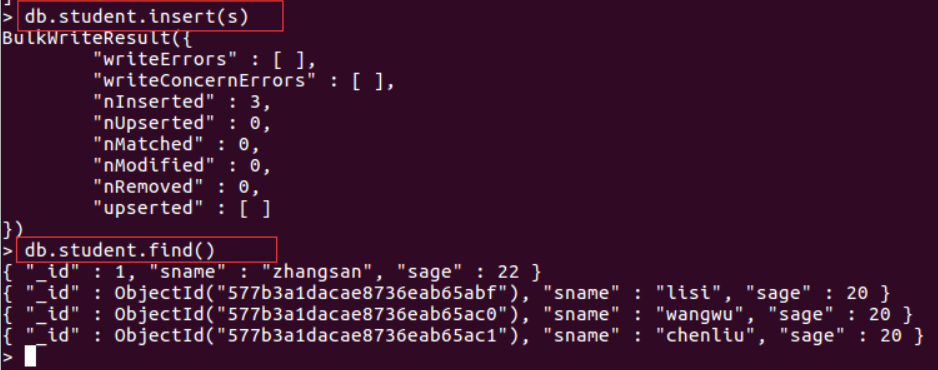 ]
> db.student.insert(s)
BulkWriteResult({
        "writeErrors" : [ ],
        "writeConcernErrors" : [ ],
        "nInserted" : 3,
        "nUpserted" : 0,
        "nMatched" : 0,
        "nModified" : 0,
        "nRemoved" : 0,
        "upserted" : [ ]
})
> db.student.find()
{ "_id" : 1, "sname" : "zhangsan", "sage" : 22 }
{ "_id" : ObjectId("577b3a1dacae8736eab65abf"), "sname" : "lisi", "sage" : 20 }
{ "_id" : ObjectId("577b3a1dacae8736eab65ac0"), "sname" : "wangwu", "sage" : 20 }
{ "_id" : ObjectId("577b3a1dacae8736eab65ac1"), "sname" : "chenliu", "sage" : 20 }
>